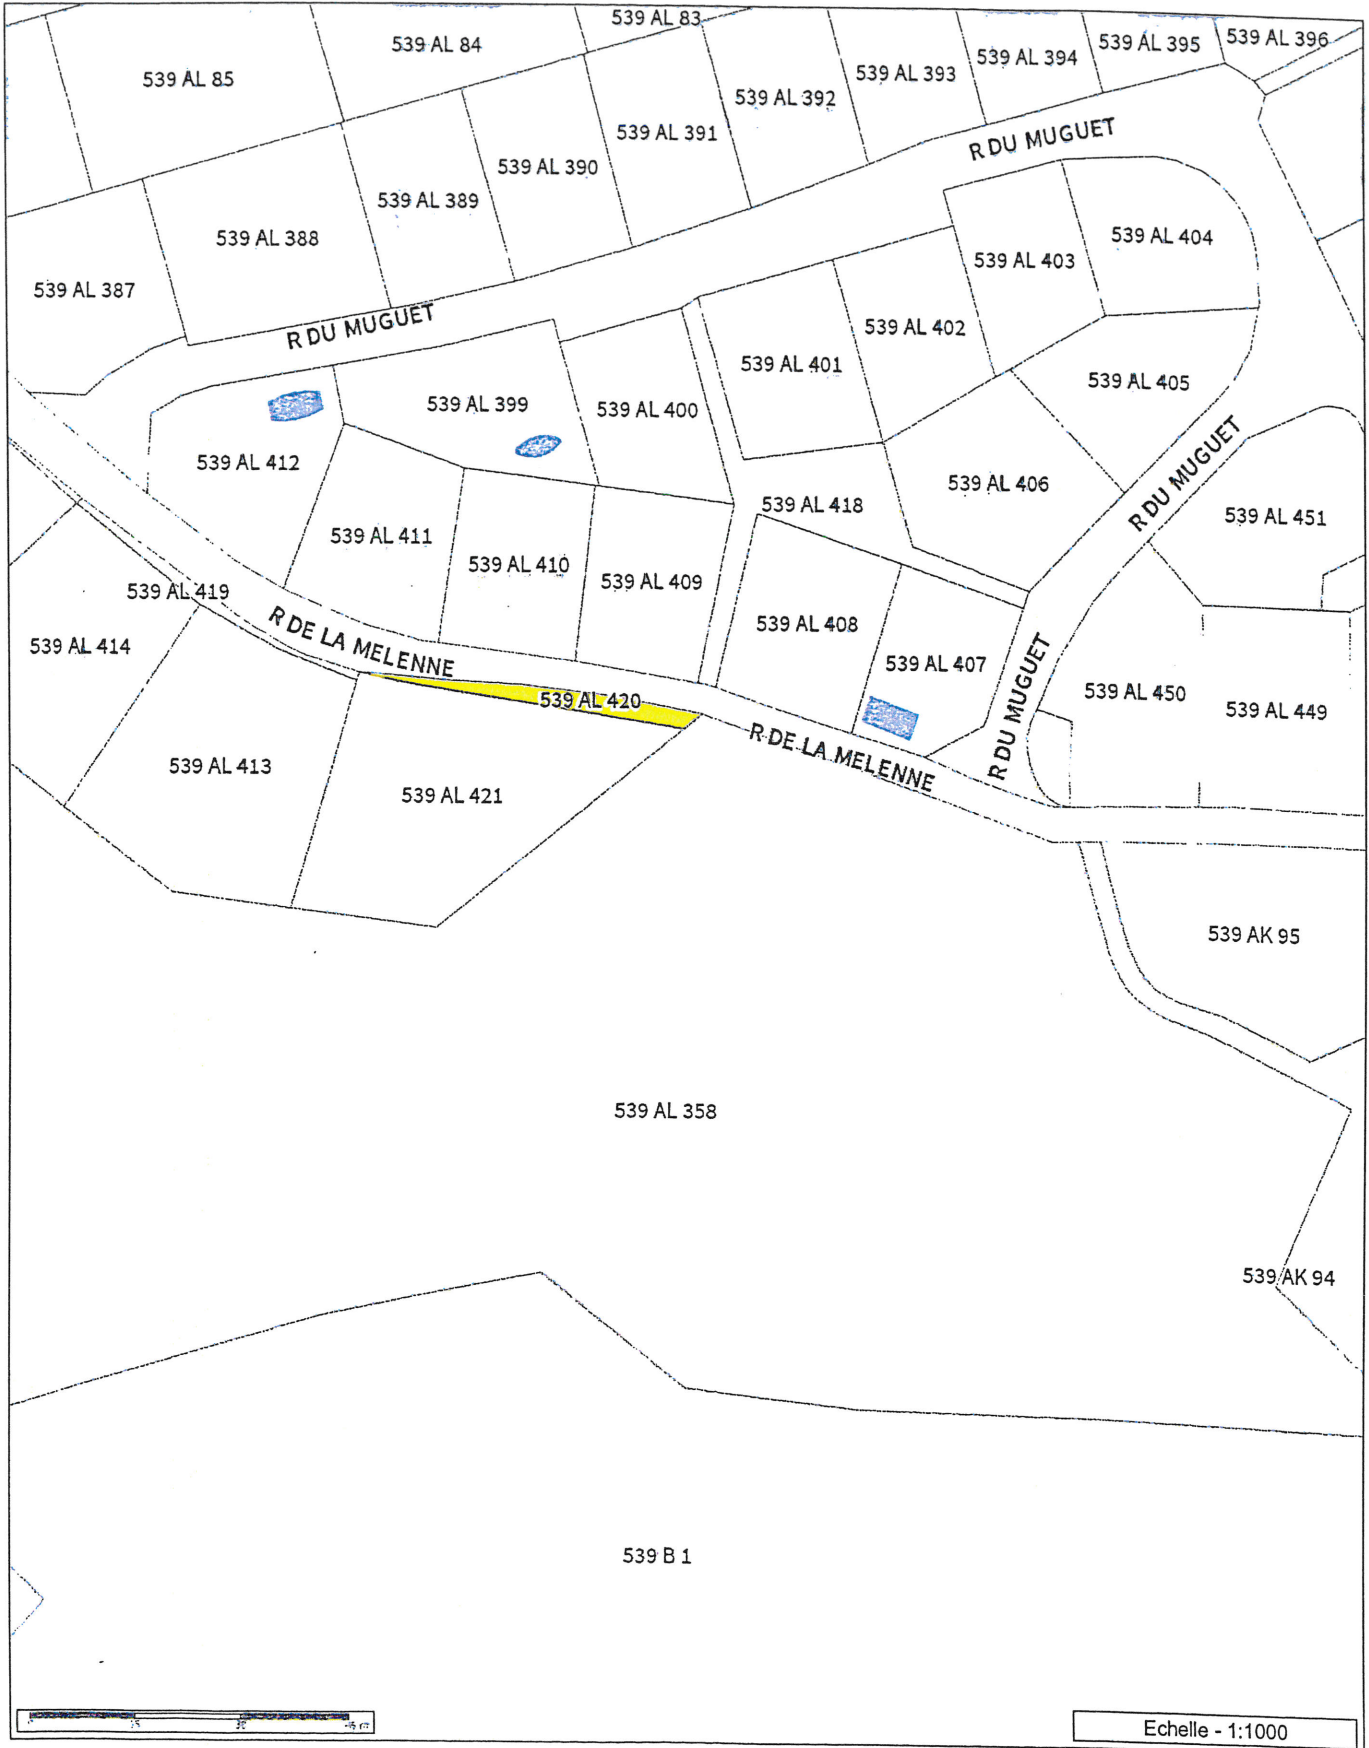 539 AL 83
539 AL 84
539 AL 85
539 AL 396
539 AL 395
539 AL 394
539 AL 393
539 AL 392
539 AL 391
539 AL 390
539 AL 389
539 AL 388
539 AL 387
R DU MUGUET
539 AL 404
539 AL 403
539 AL 402
R DU MUGUET
539 AL 401
539 AL 405
539 AL 399
539 AL 400
539 AL 412
539 AL 406
R DU MUGUET
539 AL 418
539 AL 451
539 AL 411
539 AL 410
539 AL 409
539 AL 419
539 AL 408
R DE LA MELENNE
539 AL 414
539 AL 407
R DU MUGUET
539 AL 450
539 AL 449
539 AL 420
R DE LA MELENNE
539 AL 413
539 AL 421
539 AK 95
539 AL 358
539 AK 94
539 B 1
Echelle - 1:1000